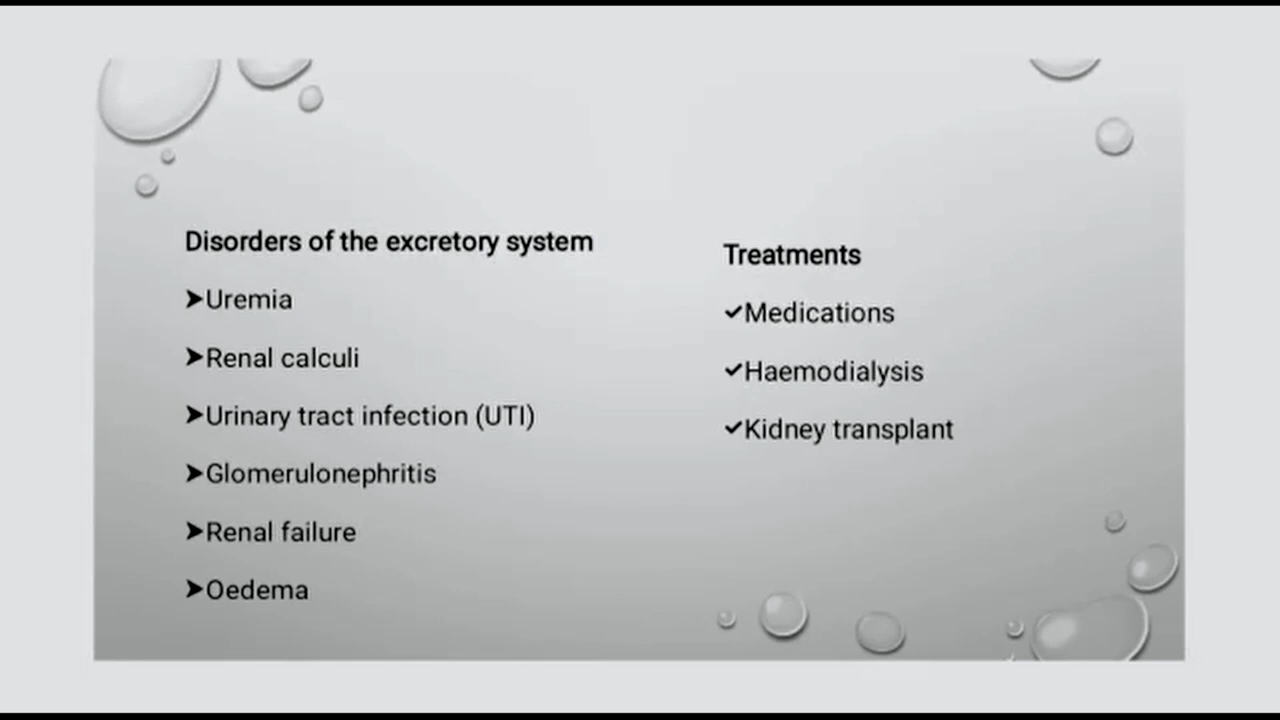 Disorders of the excretory system
➤Uremia
➤Renal calculi
➤Urinary tract infection (UTI)
➤Glomerulonephritis
➤Renal failure
➤Oedema
Treatments
✔Medications
✔Haemodialysis
✔Kidney transplant